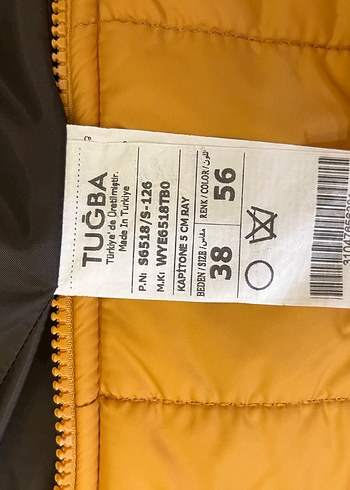 TUĞBA
Türkiye'de Üretilmiştir.
Made In Turkiye
P.N: S6518/S-126
M.K: WYE6518TB0
KAPİTONE 5 CM RAY
BEDEN / SIZE / مقاس RENK / COLOR / اللون
38 56